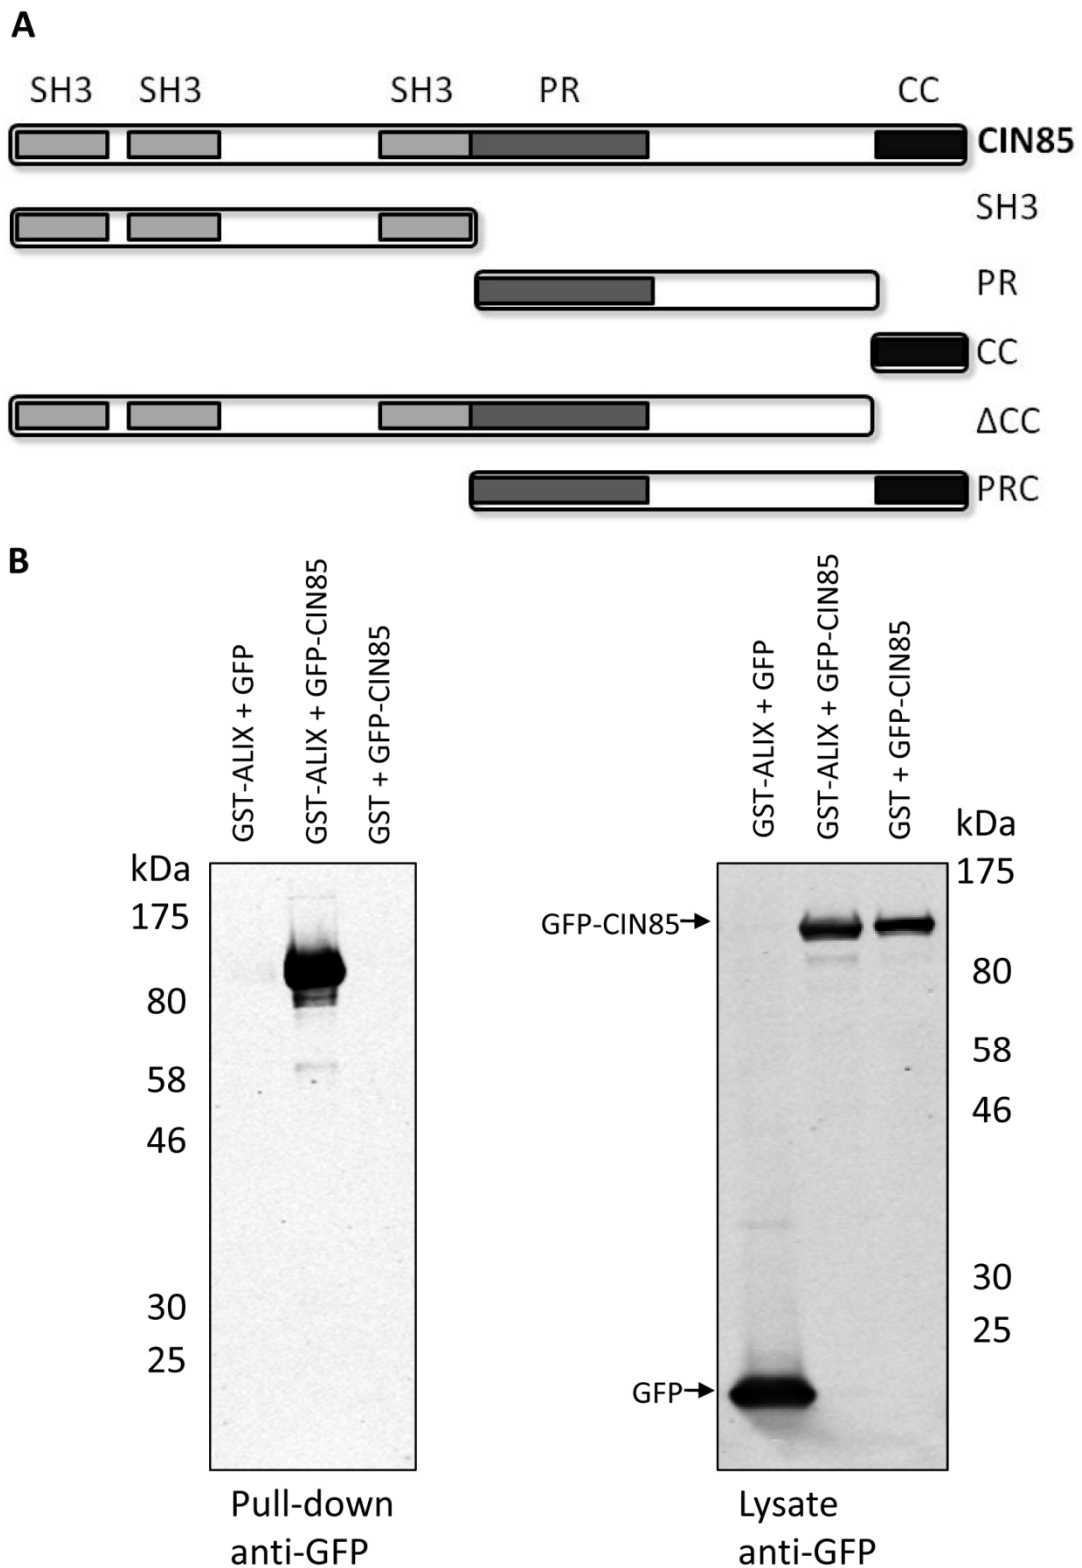 A
SH3 SH3 SH3 PR CC
CIN85
SH3
PR
CC
ΔCC
PRC
B
GST-ALIX + GFP
GST-ALIX + GFP-CIN85
GST + GFP-CIN85
kDa
175
80
58
46
30
25
Pull-down
anti-GFP
GST-ALIX + GFP
GST-ALIX + GFP-CIN85
GST + GFP-CIN85
kDa
175
GFP-CIN85
80
58
46
30
25
GFP
Lysate
anti-GFP